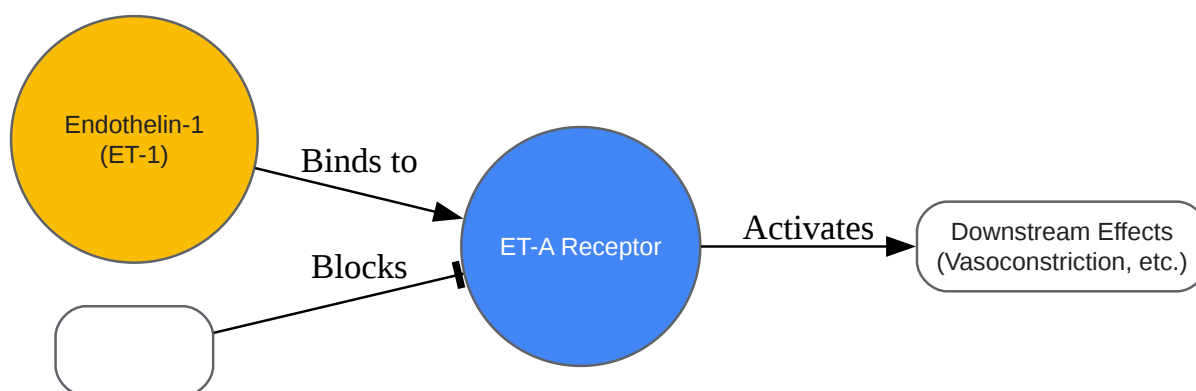 Endothelin-1
(ET-1)
Binds to
Blocks
ET-A Receptor
Activates
Downstream Effects
(Vasoconstriction, etc.)